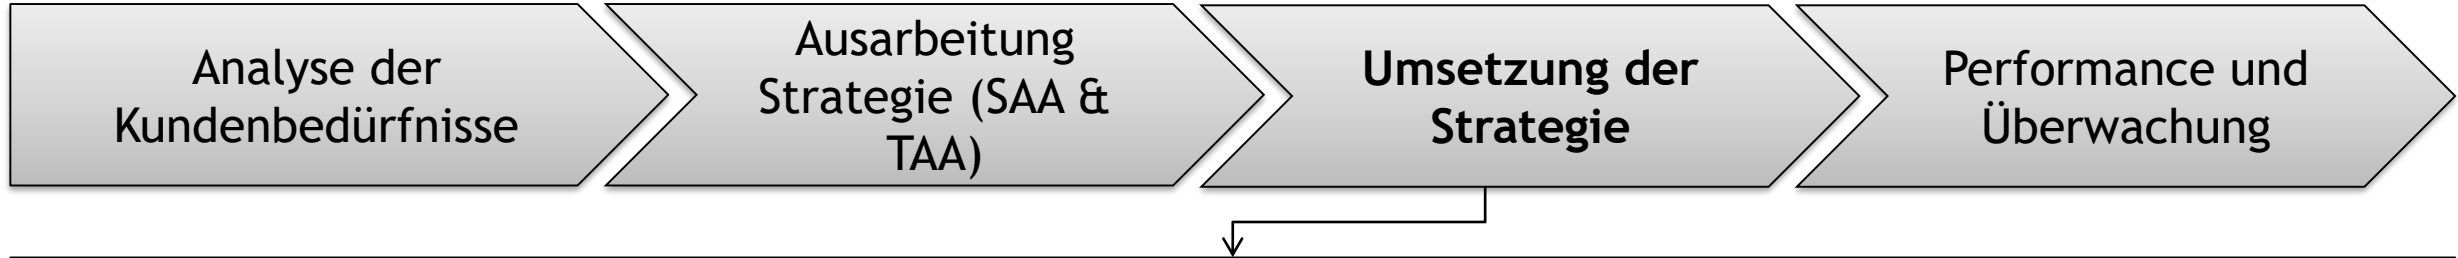 Analyse der
Kundenbedürfnisse
Ausarbeitung
Strategie (SAA &
TAA)
Umsetzung der
Strategie
Performance und
Überwachung